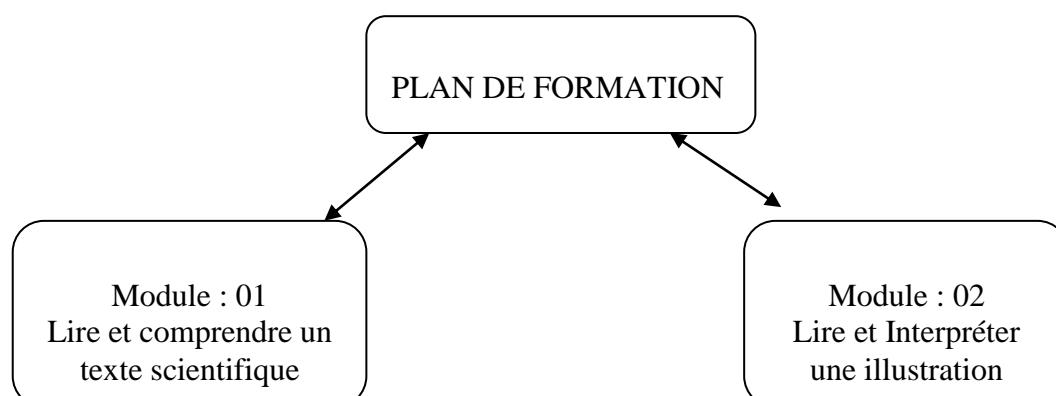 PLAN DE FORMATION
Module : 01
Lire et comprendre un
texte scientifique
Module : 02
Lire et Interpréter
une illustration